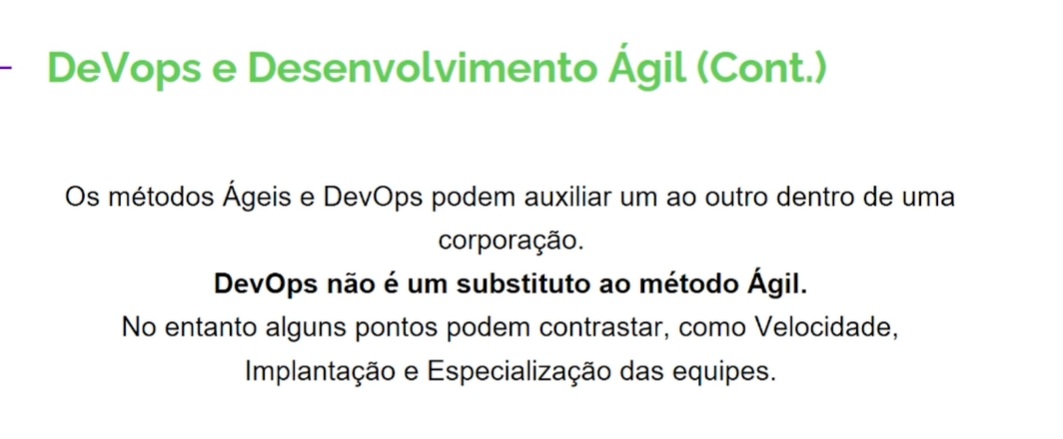 DeVops e Desenvolvimento Ágil (Cont.)
Os métodos Ágeis e DevOps podem auxiliar um ao outro dentro de uma
corporação.
DevOps não é um substituto ao método Ágil.
No entanto alguns pontos podem contrastar, como Velocidade,
Implantação e Especialização das equipes.